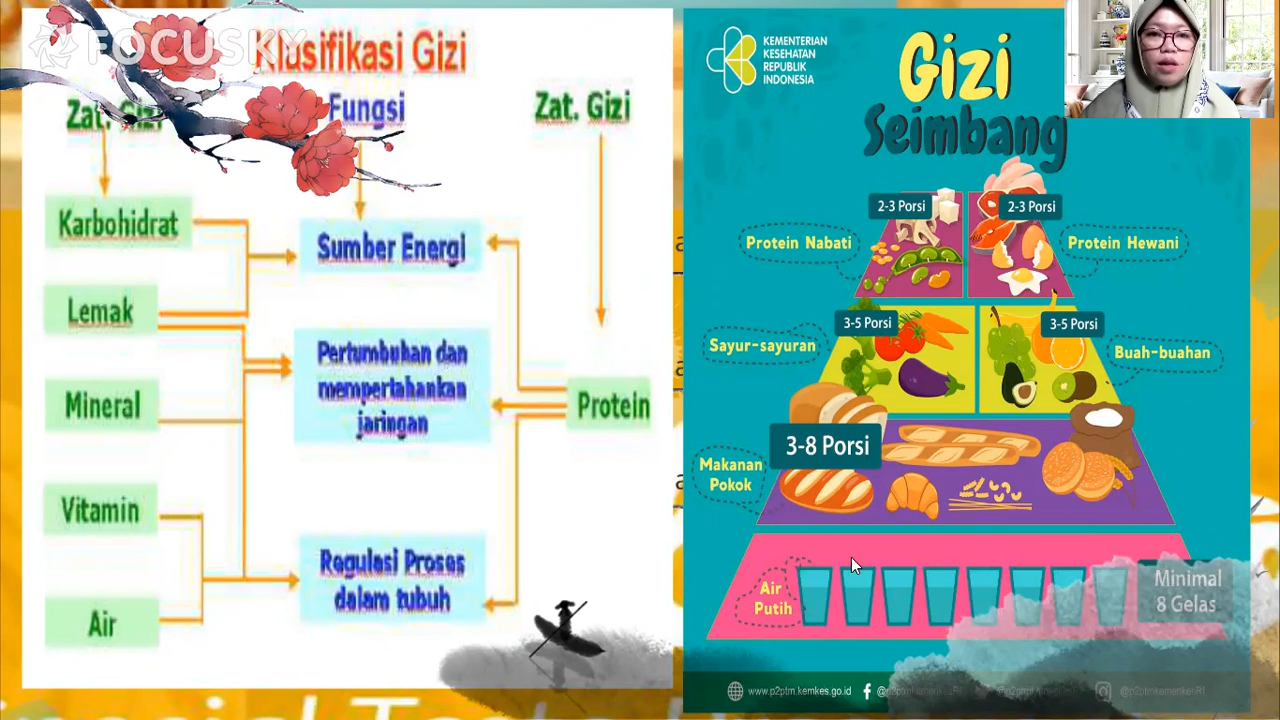 FOCUSKY
Klasifikasi Gizi
Zat. Gizi
Fungsi
Zat. Gizi
Karbohidrat
Lemak
Mineral
Vitamin
Air
Sumber Energi
Pertumbuhan dan
mempertahankan
jaringan
Regulasi Proses
dalam tubuh
Protein
KEMENTERIAN
KESEHATAN
REPUBLIK
INDONESIA
Gizi
Seimbang
2-3 Porsi
2-3 Porsi
Protein Nabati
Protein Hewani
3-5 Porsi
3-5 Porsi
Sayur-sayuran
Buah-buahan
3-8 Porsi
Makanan
Pokok
Air
Putih
Minimal
8 Gelas
www.p2ptm.kemkes.go.id
@p2ptmkemenkesRI
@p2ptmkemenkesRI